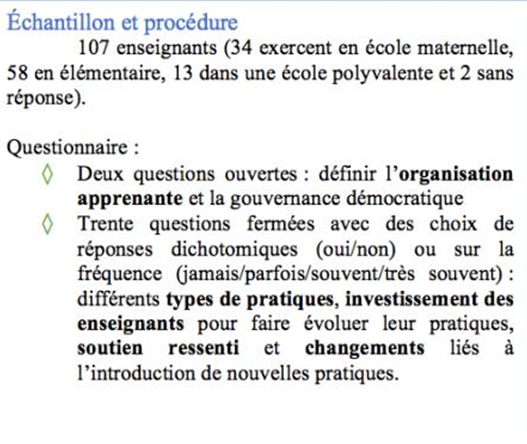 Échantillon et procédure
107 enseignants (34 exercent en école maternelle,
58 en élémentaire, 13 dans une école polyvalente et 2 sans
réponse).
Questionnaire :
◊ Deux questions ouvertes : définir l’organisation
apprenante et la gouvernance démocratique
◊ Trente questions fermées avec des choix de
réponses dichotomiques (oui/non) ou sur la
fréquence (jamais/parfois/souvent/très souvent) :
différents types de pratiques, investissement des
enseignants pour faire évoluer leur pratiques,
soutien ressenti et changements liés à
l’introduction de nouvelles pratiques.